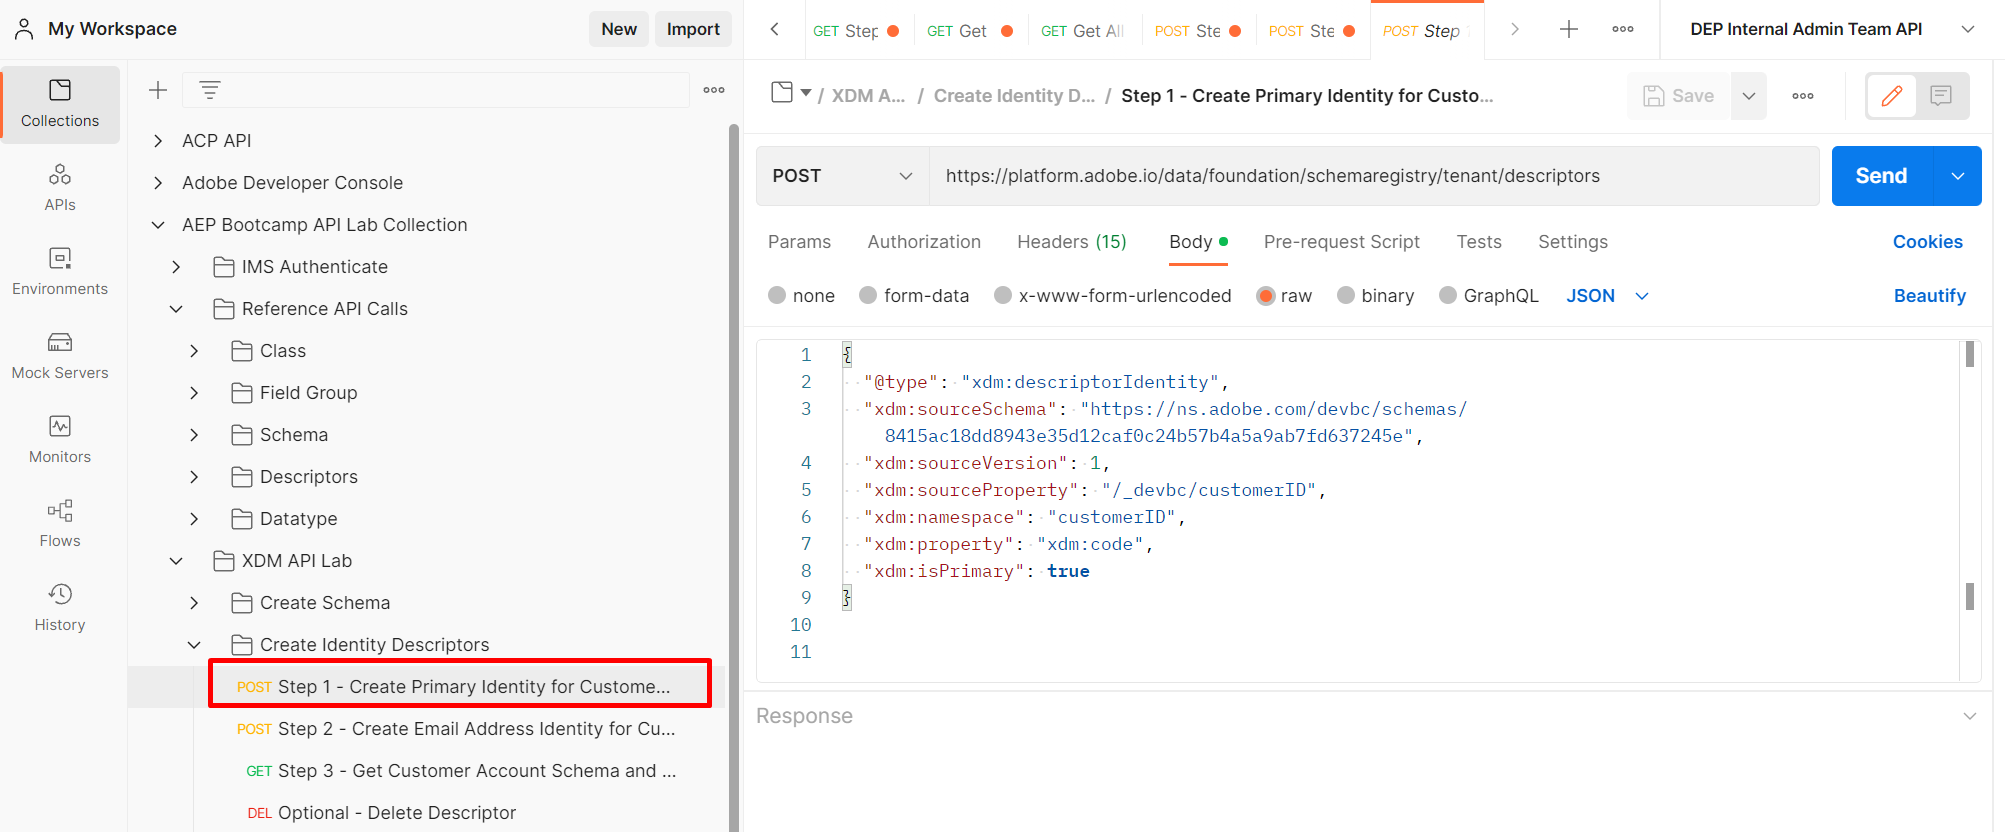 My Workspace
New
Import
GET Step
GET Get
GET Get All
POST Ste
POST Ste
POST Step
DEP Internal Admin Team API
Collections
APIs
Environments
Mock Servers
Monitors
Flows
History
ACP API
Adobe Developer Console
AEP Bootcamp API Lab Collection
IMS Authenticate
Reference API Calls
Class
Field Group
Schema
Descriptors
Datatype
XDM API Lab
Create Schema
Create Identity Descriptors
POST Step 1 - Create Primary Identity for Custome...
POST Step 2 - Create Email Address Identity for Cu...
GET Step 3 - Get Customer Account Schema and ...
DEL Optional - Delete Descriptor
/ XDM A... / Create Identity D... / Step 1 - Create Primary Identity for Custo...
Save
POST
https://platform.adobe.io/data/foundation/schemaregistry/tenant/descriptors
Send
Params Authorization Headers (15) Body Pre-request Script Tests Settings
Cookies
none form-data x-www-form-urlencoded raw binary GraphQL JSON
Beautify
1 {
2 "@type": "xdm:descriptorIdentity",
3 "xdm:sourceSchema": "https://ns.adobe.com/devbc/schemas/
8415ac18dd8943e35d12caf0c24b57b4a5a9ab7fd637245e",
4 "xdm:sourceVersion": 1,
5 "xdm:sourceProperty": "/_devbc/customerID",
6 "xdm:namespace": "customerID",
7 "xdm:property": "xdm:code",
8 "xdm:isPrimary": true
9 }
10
11
Response